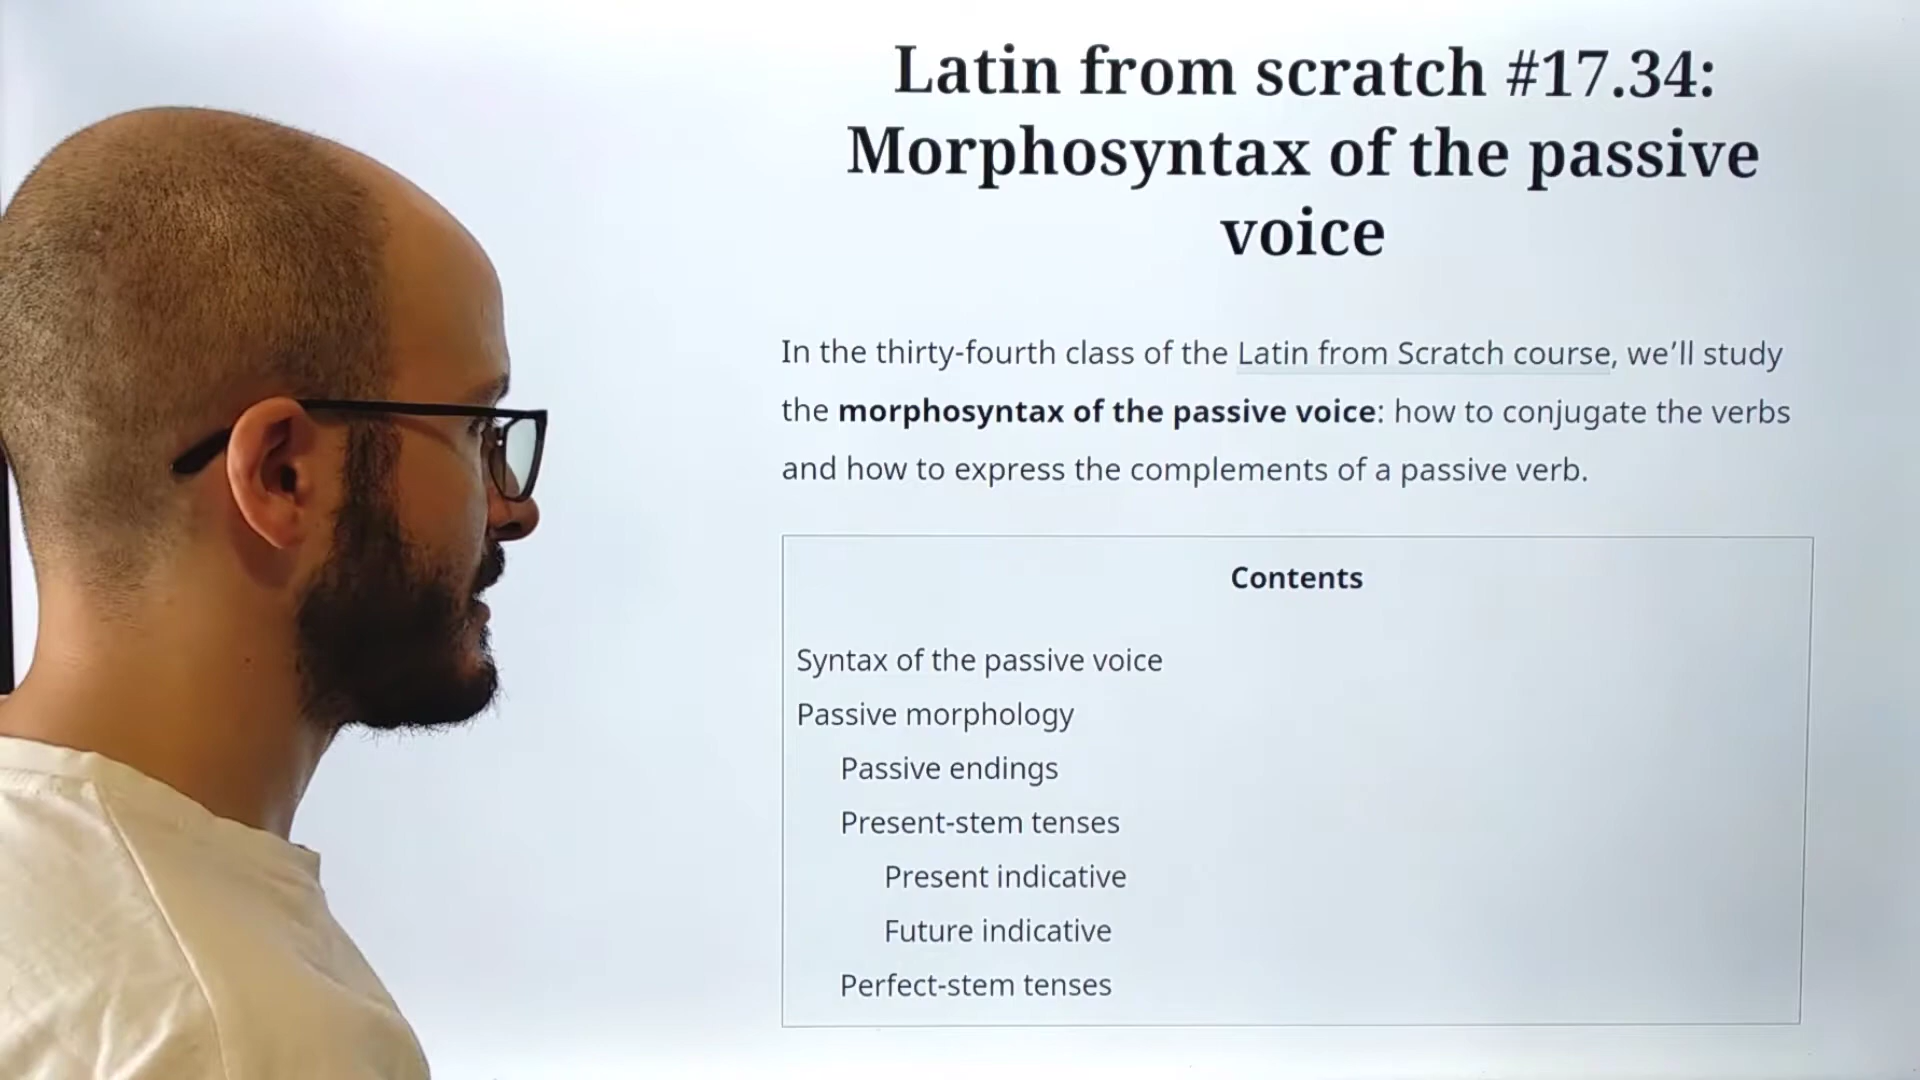 Latin from scratch #17.34:
Morphosyntax of the passive
voice
In the thirty-fourth class of the Latin from Scratch course, we’ll study
the morphosyntax of the passive voice: how to conjugate the verbs
and how to express the complements of a passive verb.
Contents
Syntax of the passive voice
Passive morphology
Passive endings
Present-stem tenses
Present indicative
Future indicative
Perfect-stem tenses